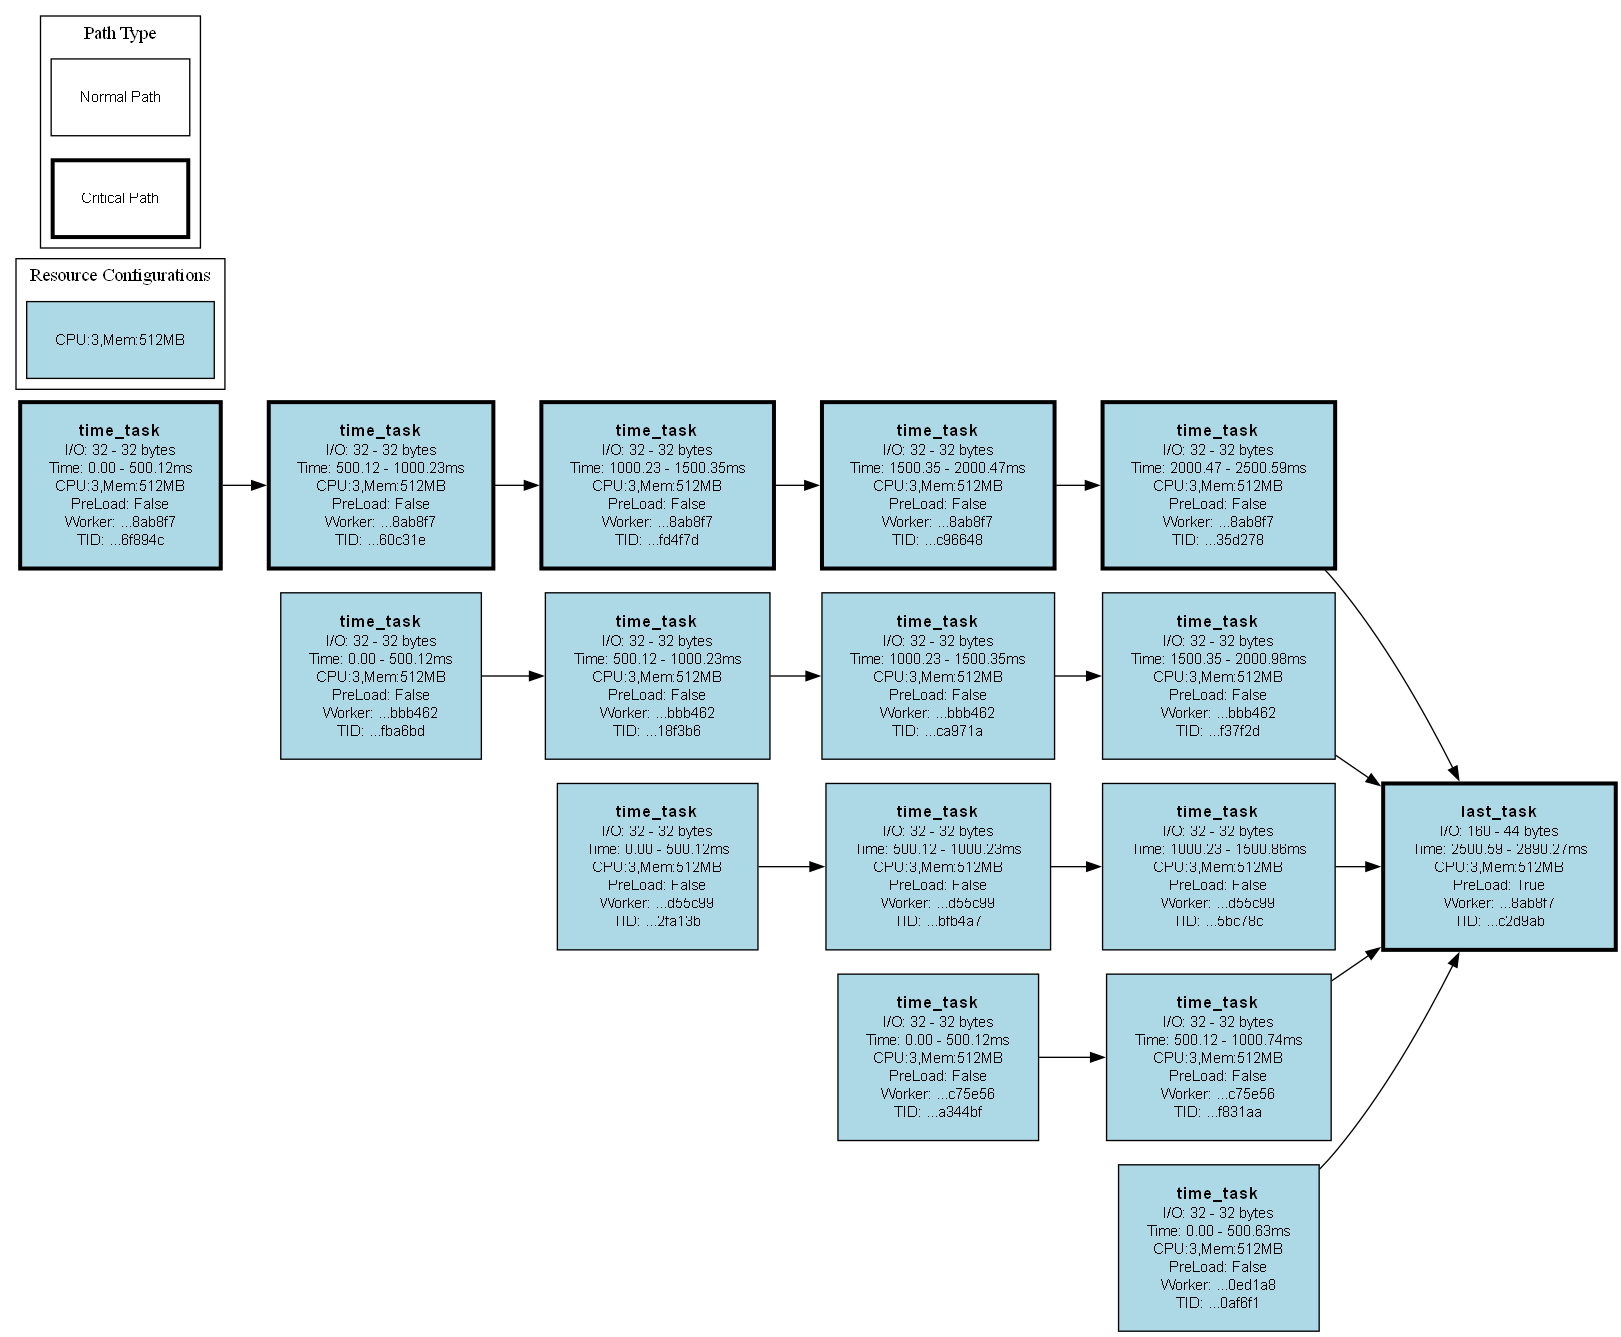 Path Type
Normal Path
Critical Path
Resource Configurations
CPU:3,Mem:512MB
time_task
I/O: 32 - 32 bytes
Time: 0.00 - 500.12ms
CPU:3,Mem:512MB
PreLoad: False
Worker: ...8ab8f7
TID: ...6f894c
time_task
I/O: 32 - 32 bytes
Time: 500.12 - 1000.23ms
CPU:3,Mem:512MB
PreLoad: False
Worker: ...8ab8f7
TID: ...60c31e
time_task
I/O: 32 - 32 bytes
Time: 1000.23 - 1500.35ms
CPU:3,Mem:512MB
PreLoad: False
Worker: ...8ab8f7
TID: ...fd4f7d
time_task
I/O: 32 - 32 bytes
Time: 1500.35 - 2000.47ms
CPU:3,Mem:512MB
PreLoad: False
Worker: ...8ab8f7
TID: ...c96648
time_task
I/O: 32 - 32 bytes
Time: 2000.47 - 2500.59ms
CPU:3,Mem:512MB
PreLoad: False
Worker: ...8ab8f7
TID: ...35d278
time_task
I/O: 32 - 32 bytes
Time: 0.00 - 500.12ms
CPU:3,Mem:512MB
PreLoad: False
Worker: ...bbb462
TID: ...fba6bd
time_task
I/O: 32 - 32 bytes
Time: 500.12 - 1000.23ms
CPU:3,Mem:512MB
PreLoad: False
Worker: ...bbb462
TID: ...18f3b6
time_task
I/O: 32 - 32 bytes
Time: 1000.23 - 1500.35ms
CPU:3,Mem:512MB
PreLoad: False
Worker: ...bbb462
TID: ...ca971a
time_task
I/O: 32 - 32 bytes
Time: 1500.35 - 2000.98ms
CPU:3,Mem:512MB
PreLoad: False
Worker: ...bbb462
TID: ...f37f2d
time_task
I/O: 32 - 32 bytes
Time: 0.00 - 500.12ms
CPU:3,Mem:512MB
PreLoad: False
Worker: ...d55c99
TID: ...2fa13b
time_task
I/O: 32 - 32 bytes
Time: 500.12 - 1000.23ms
CPU:3,Mem:512MB
PreLoad: False
Worker: ...d55c99
TID: ...bfb4a7
time_task
I/O: 32 - 32 bytes
Time: 1000.23 - 1500.86ms
CPU:3,Mem:512MB
PreLoad: False
Worker: ...d55c99
TID: ...5bc78c
last_task
I/O: 160 - 44 bytes
Time: 2500.59 - 2890.27ms
CPU:3,Mem:512MB
PreLoad: True
Worker: ...8ab8f7
TID: ...c2d9ab
time_task
I/O: 32 - 32 bytes
Time: 0.00 - 500.12ms
CPU:3,Mem:512MB
PreLoad: False
Worker: ...c75e56
TID: ...a344bf
time_task
I/O: 32 - 32 bytes
Time: 500.12 - 1000.74ms
CPU:3,Mem:512MB
PreLoad: False
Worker: ...c75e56
TID: ...f831aa
time_task
I/O: 32 - 32 bytes
Time: 0.00 - 500.63ms
CPU:3,Mem:512MB
PreLoad: False
Worker: ...0ed1a8
TID: ...0af6f1